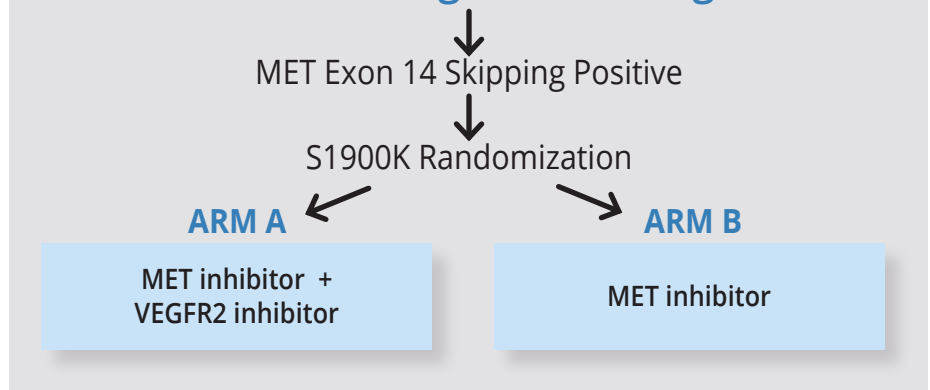 MET Exon 14 Skipping Positive
S1900K Randomization
ARM A
ARM B
MET inhibitor +
VEGFR2 inhibitor
MET inhibitor